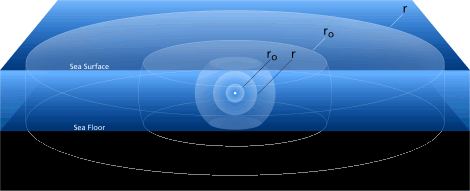 r
r₀
r₀ r
Sea Surface
Sea Floor